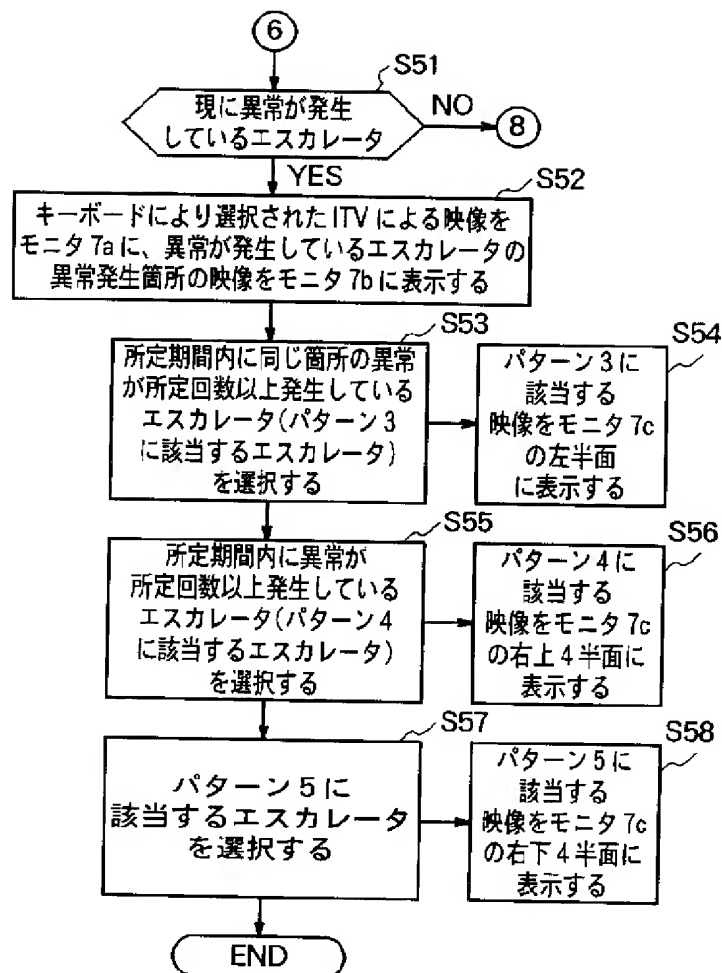 6
S51
現に異常が発生
しているエスカレータ
NO
8
YES
S52
キーボードにより選択された ITV による映像を
モニタ 7a に、異常が発生しているエスカレータの
異常発生箇所の映像をモニタ 7b に表示する
S53
所定期間内に同じ箇所の異常
が所定回数以上発生している
エスカレータ(パターン 3
に該当するエスカレータ)
を選択する
S54
パターン 3 に
該当する
映像をモニタ 7c
の左半面
に表示する
S55
所定期間内に異常が
所定回数以上発生している
エスカレータ(パターン 4
に該当するエスカレータ)
を選択する
S56
パターン 4 に
該当する
映像をモニタ 7c
の右上 4 半面に
表示する
S57
パターン 5 に
該当するエスカレータ
を選択する
S58
パターン 5 に
該当する
映像をモニタ 7c
の右下 4 半面に
表示する
END